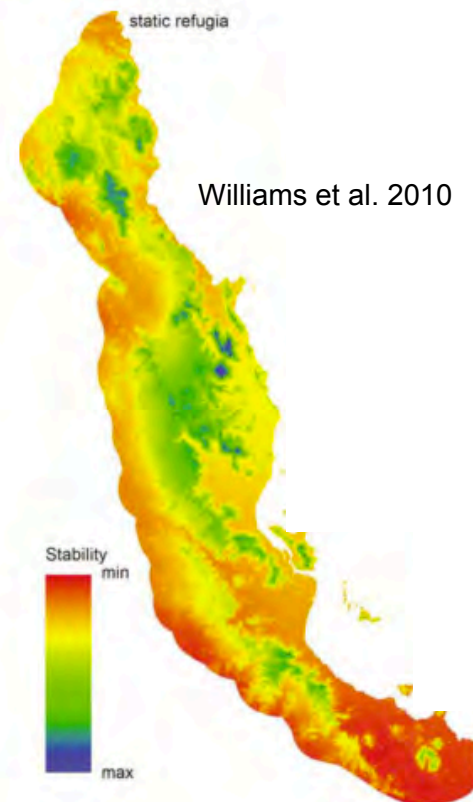 static refugia
Williams et al. 2010
Stability
min
max